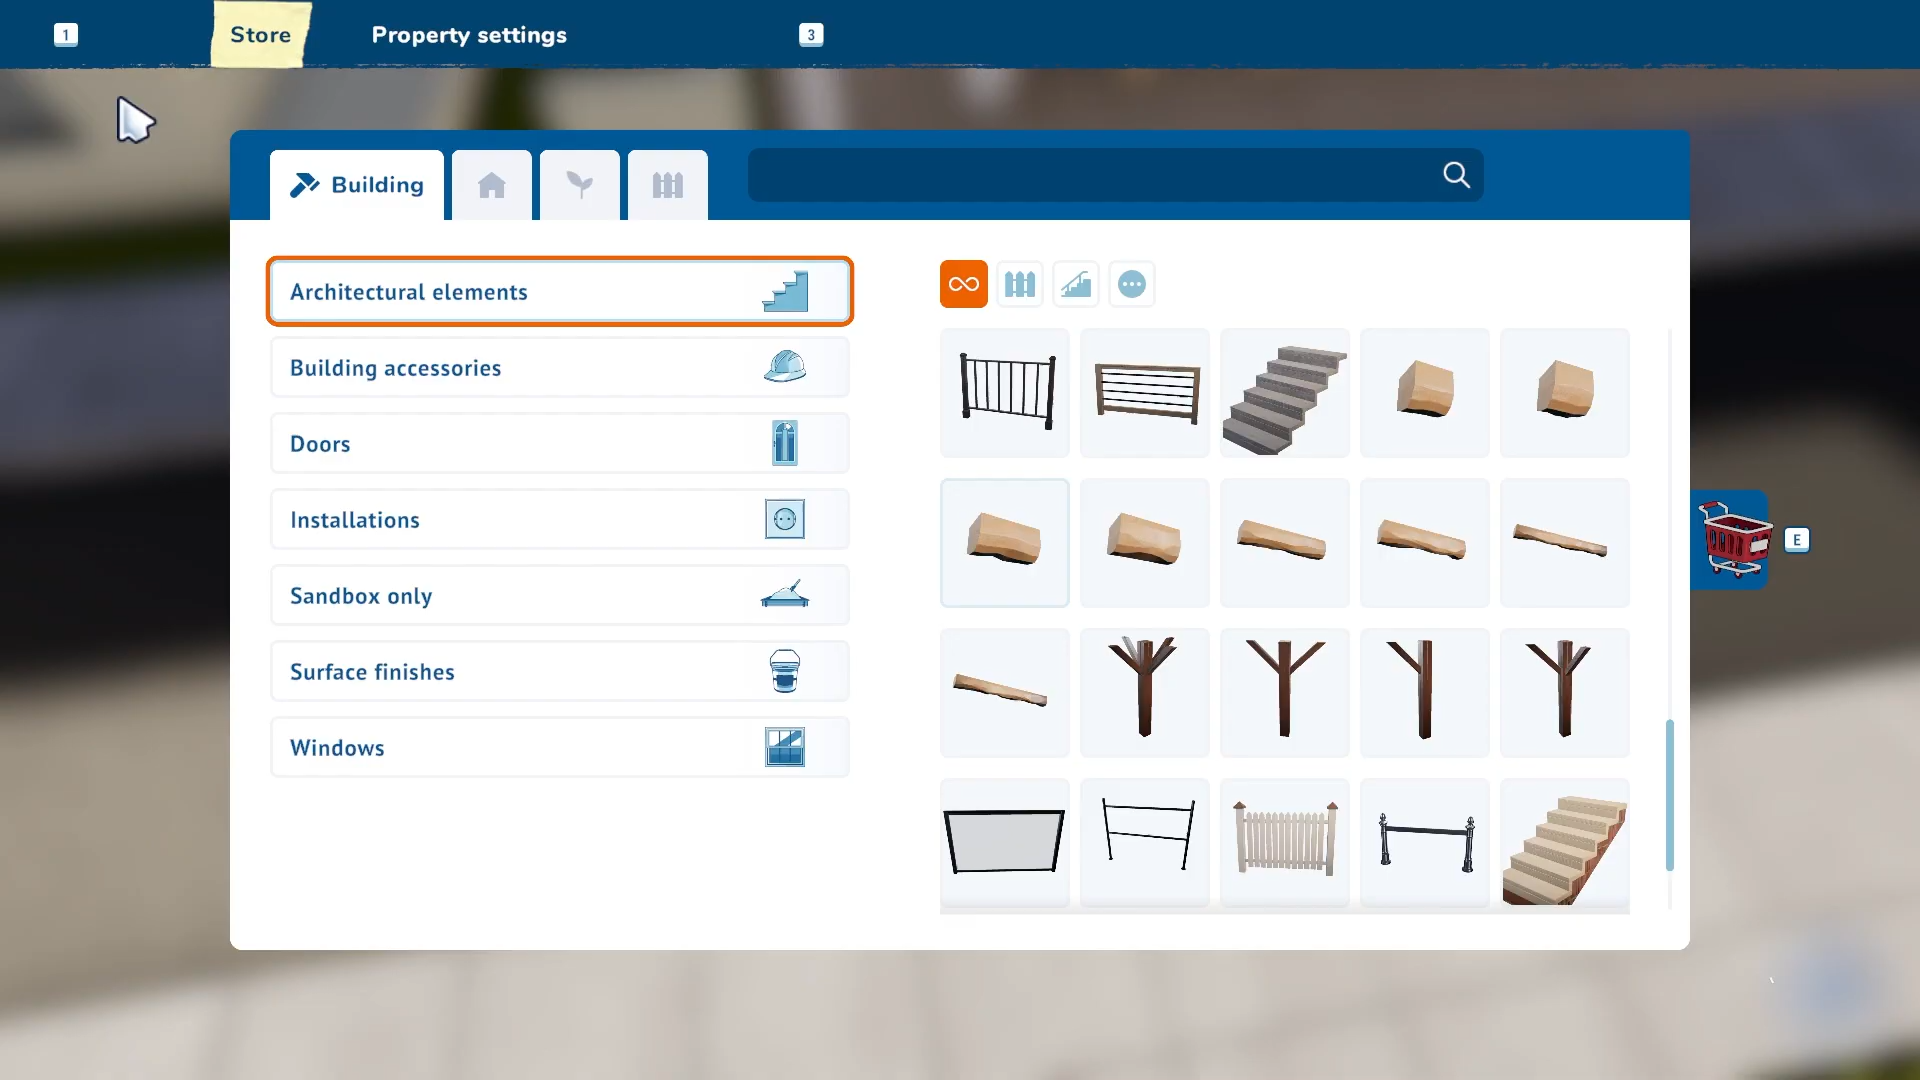 1
Store
Property settings
3
Building
Architectural elements
Building accessories
Doors
Installations
Sandbox only
Surface finishes
Windows
E